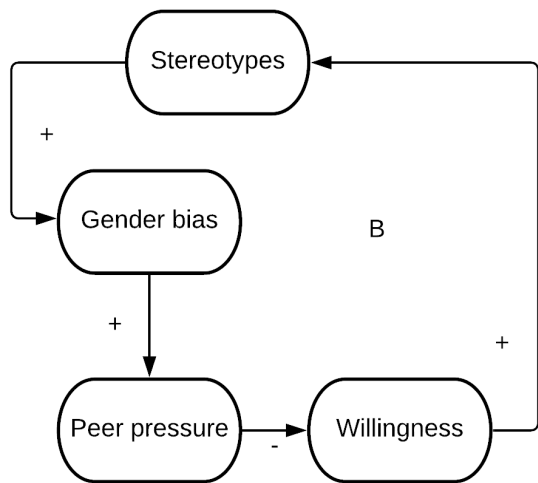 Stereotypes
+
Gender bias
B
+
+
Peer pressure
-
Willingness